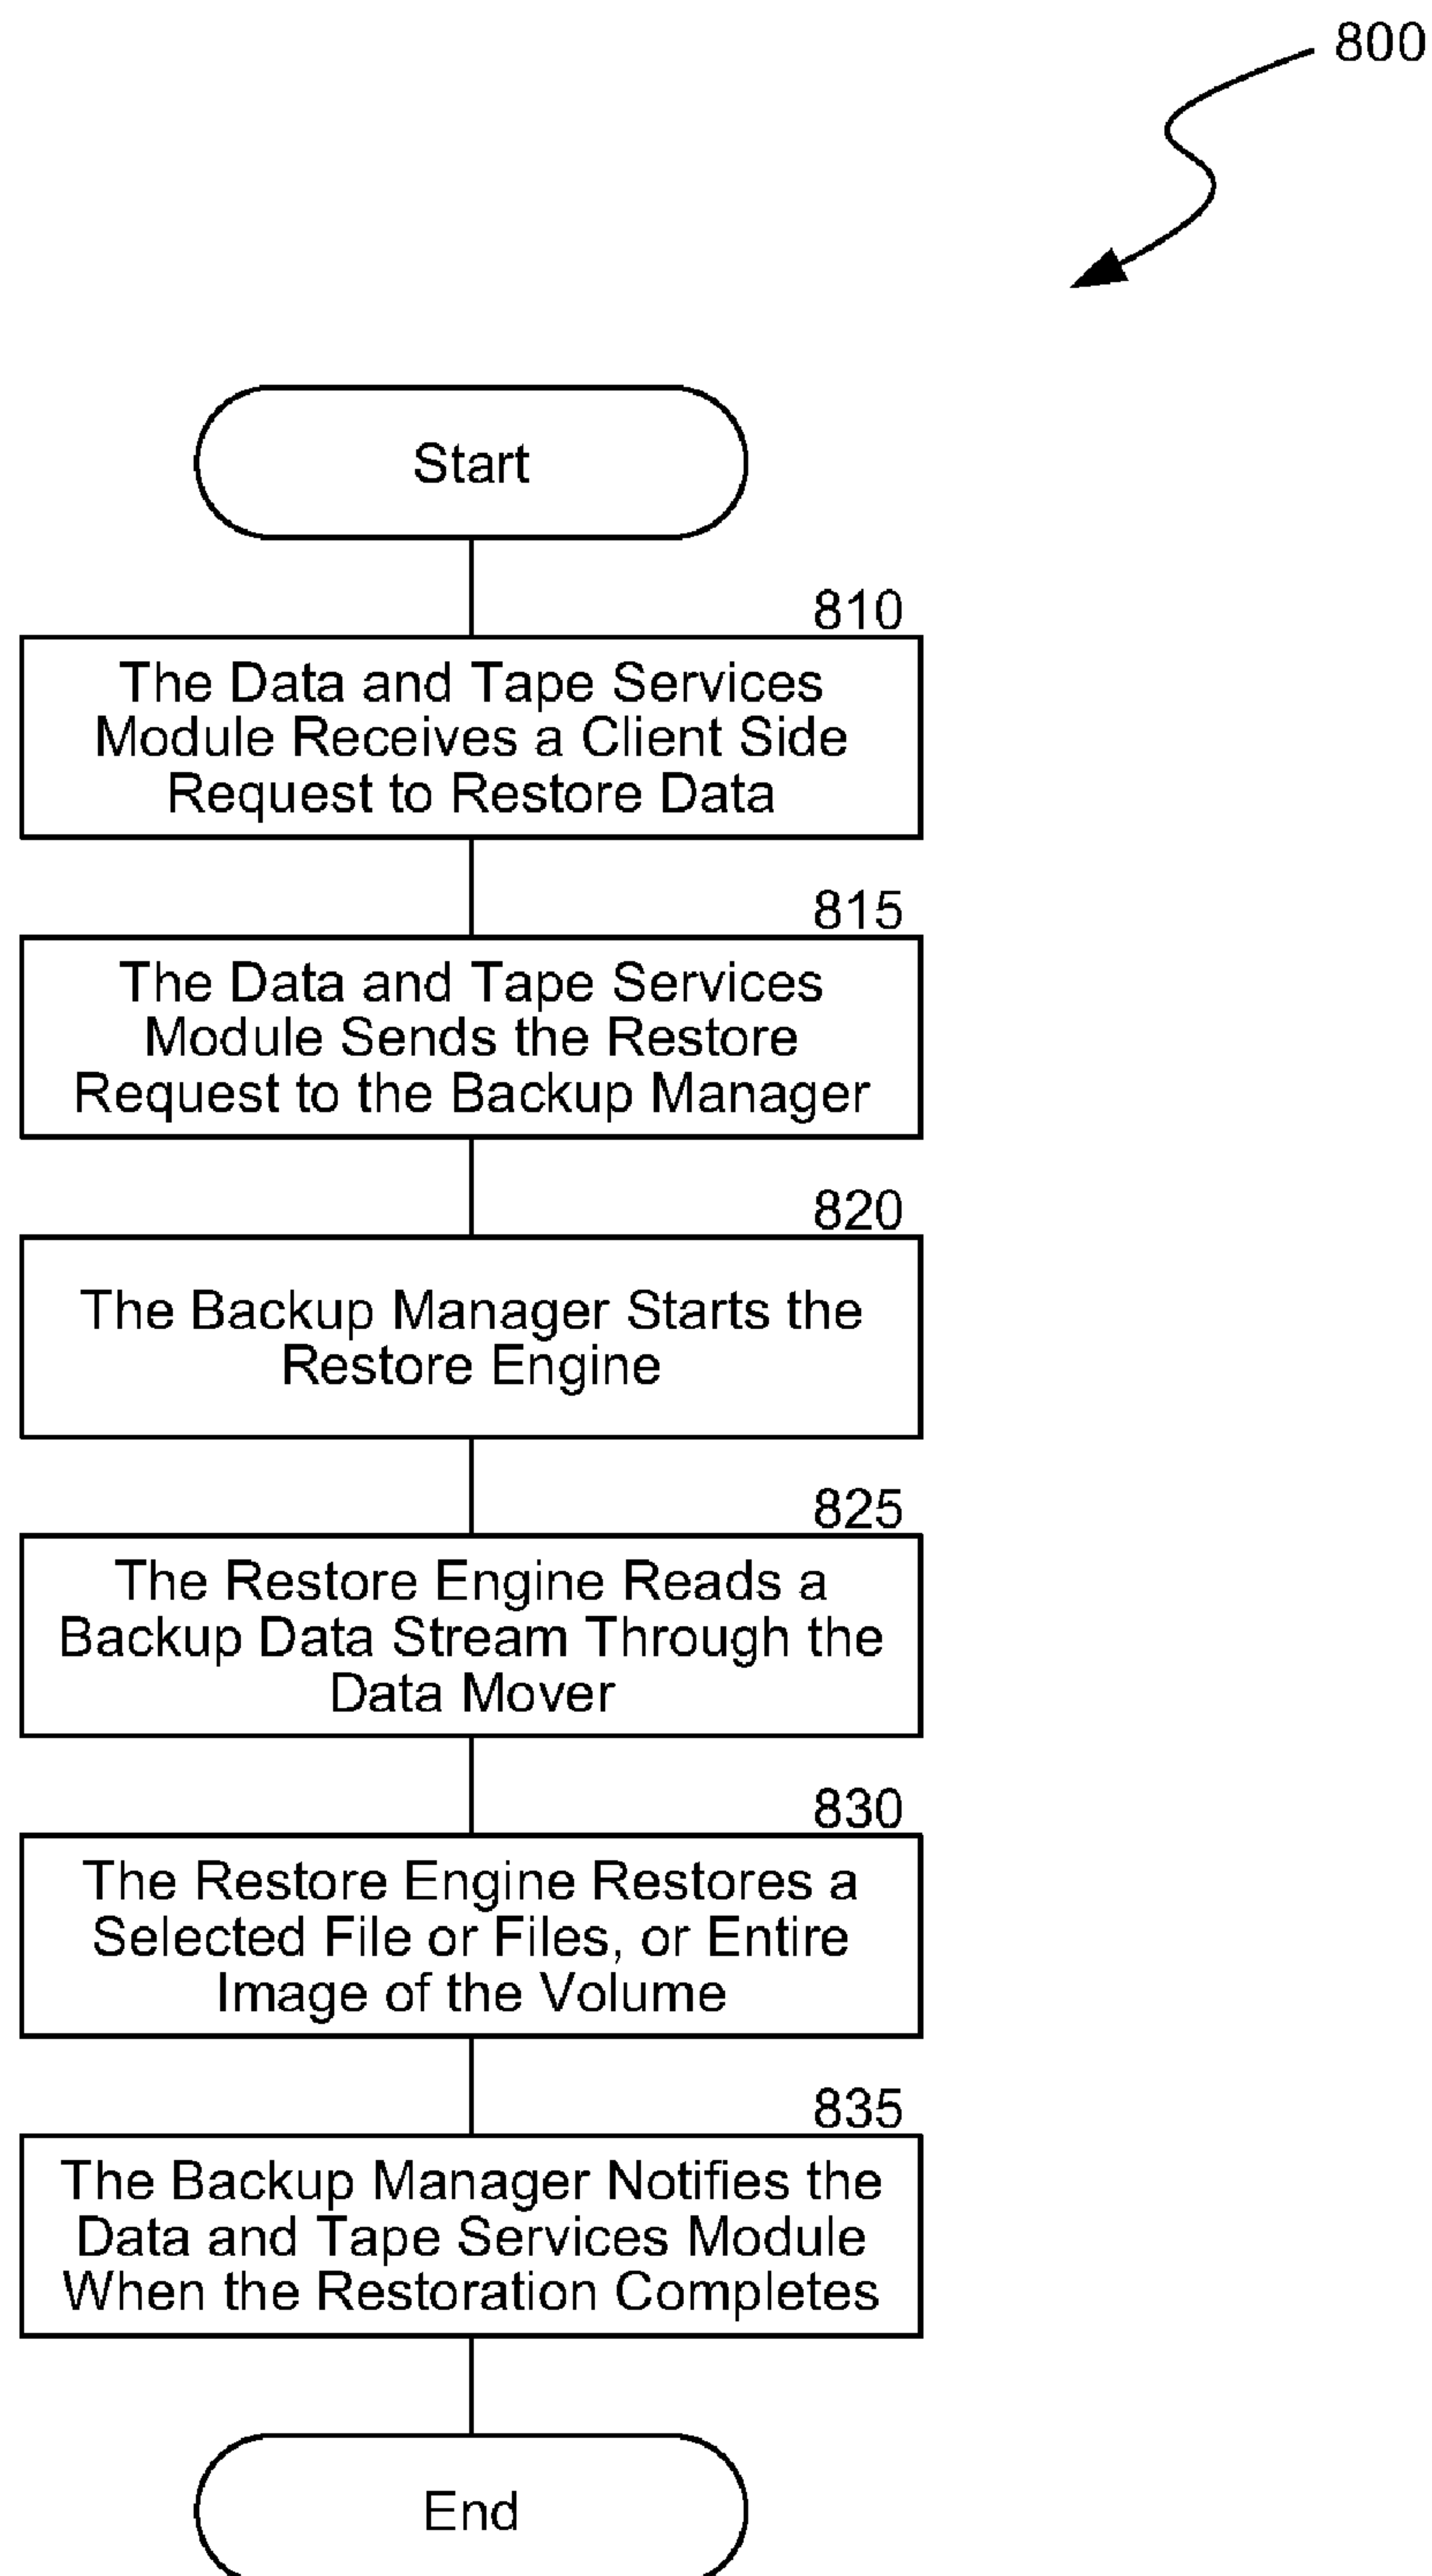 800
Start
810
The Data and Tape Services
Module Receives a Client Side
Request to Restore Data
815
The Data and Tape Services
Module Sends the Restore
Request to the Backup Manager
820
The Backup Manager Starts the
Restore Engine
825
The Restore Engine Reads a
Backup Data Stream Through the
Data Mover
830
The Restore Engine Restores a
Selected File or Files, or Entire
Image of the Volume
835
The Backup Manager Notifies the
Data and Tape Services Module
When the Restoration Completes
End